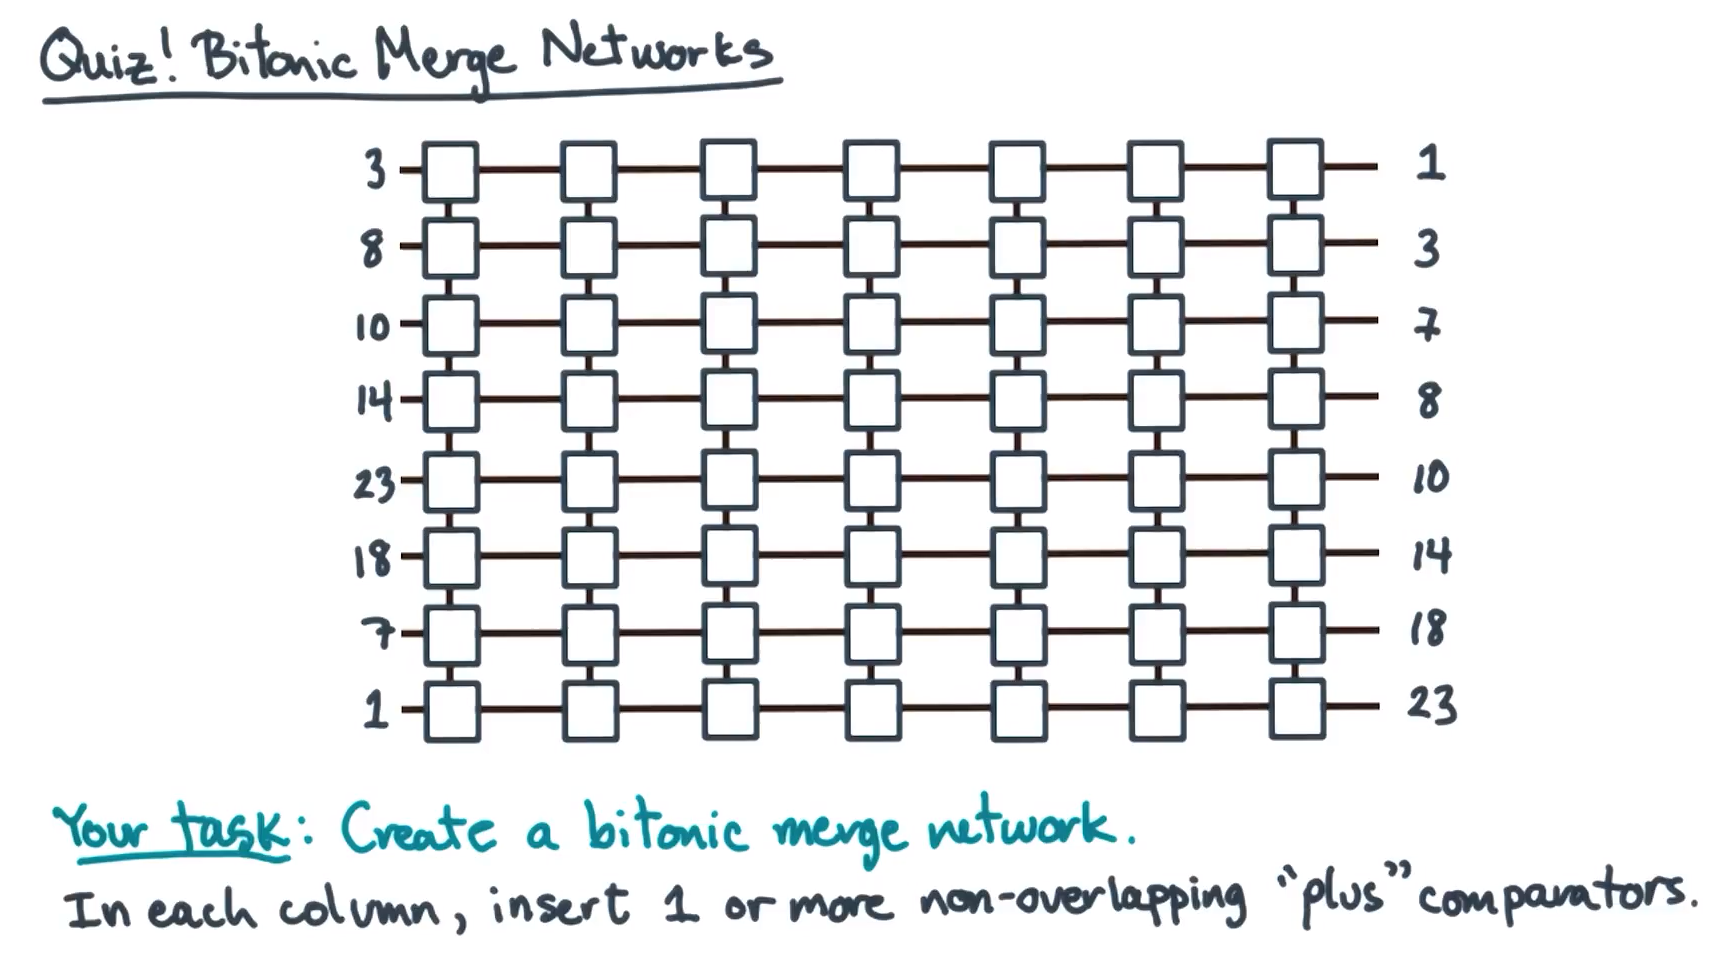 Quiz! Bitonic Merge Networks
3 1
8 3
10 7
14 8
23 10
18 14
7 18
1 23
Your task: Create a bitonic merge network.
In each column, insert 1 or more non-overlapping "plus" comparators.